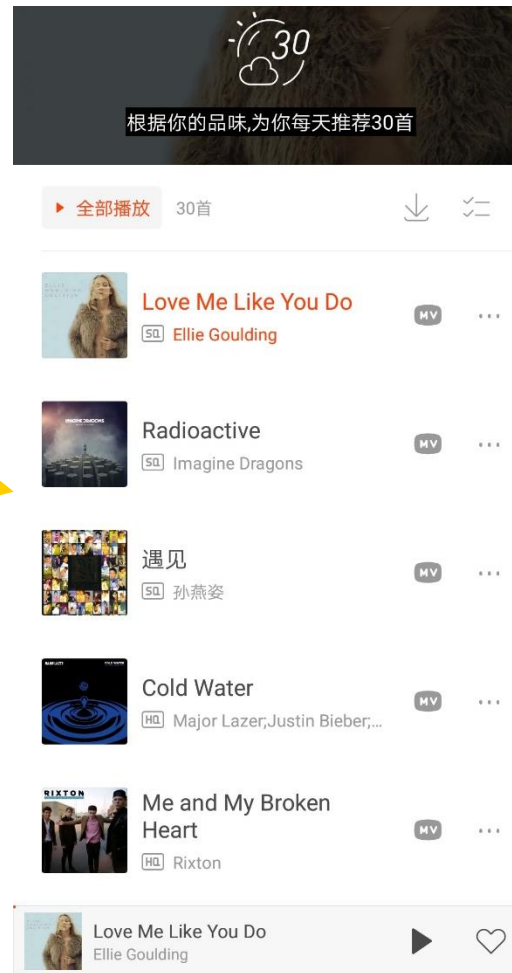 30
根据你的品味,为你每天推荐30首
全部播放 30首
Love Me Like You Do
MV
SQ Ellie Goulding
Radioactive
MV
SQ Imagine Dragons
遇见
MV
SQ 孙燕姿
Cold Water
MV
HQ Major Lazer;Justin Bieber;...
Me and My Broken
Heart
MV
HQ Rixton
RIXTON
Love Me Like You Do
Ellie Goulding